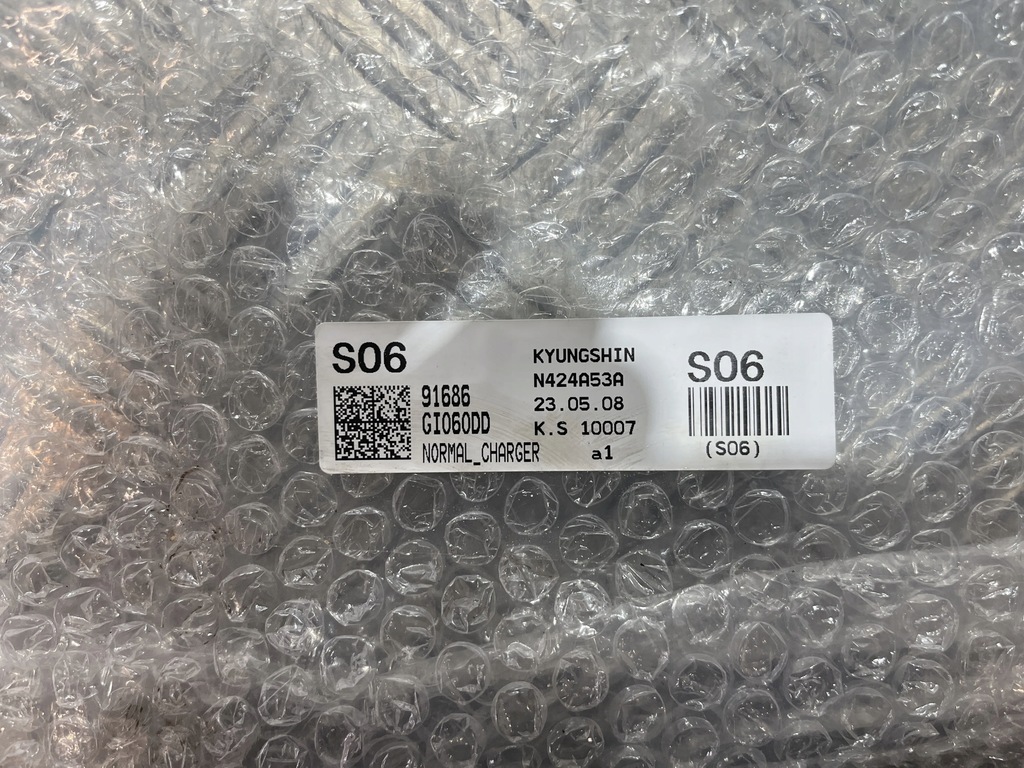 S06
91686
GI060DD
NORMAL_CHARGER
KYUNGSHIN
N424A53A
23.05.08
K.S 10007
a1
S06
(S06)